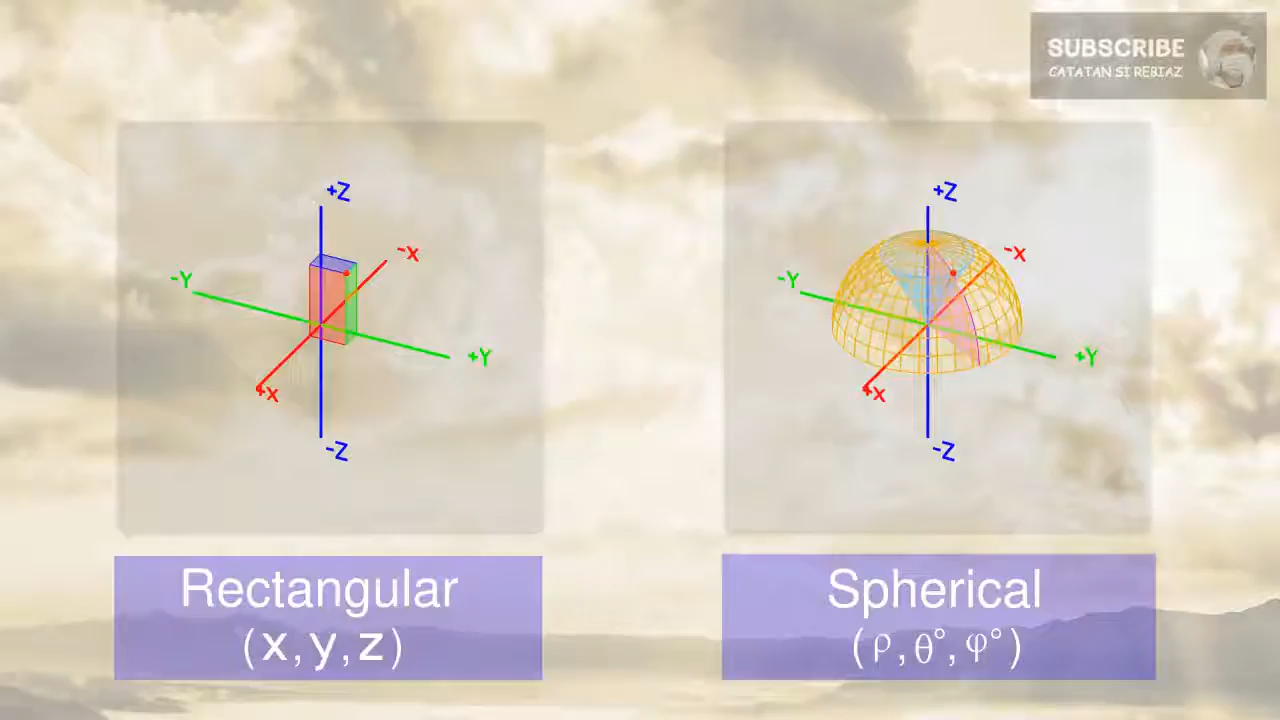 SUBSCRIBE
CATATAN SI REBIAZ
+Z
-X
-Y
+Y
+X
-Z
+Z
-X
-Y
+Y
+X
-Z
Rectangular
(x,y,z)
Spherical
(ρ,θ°,φ°)